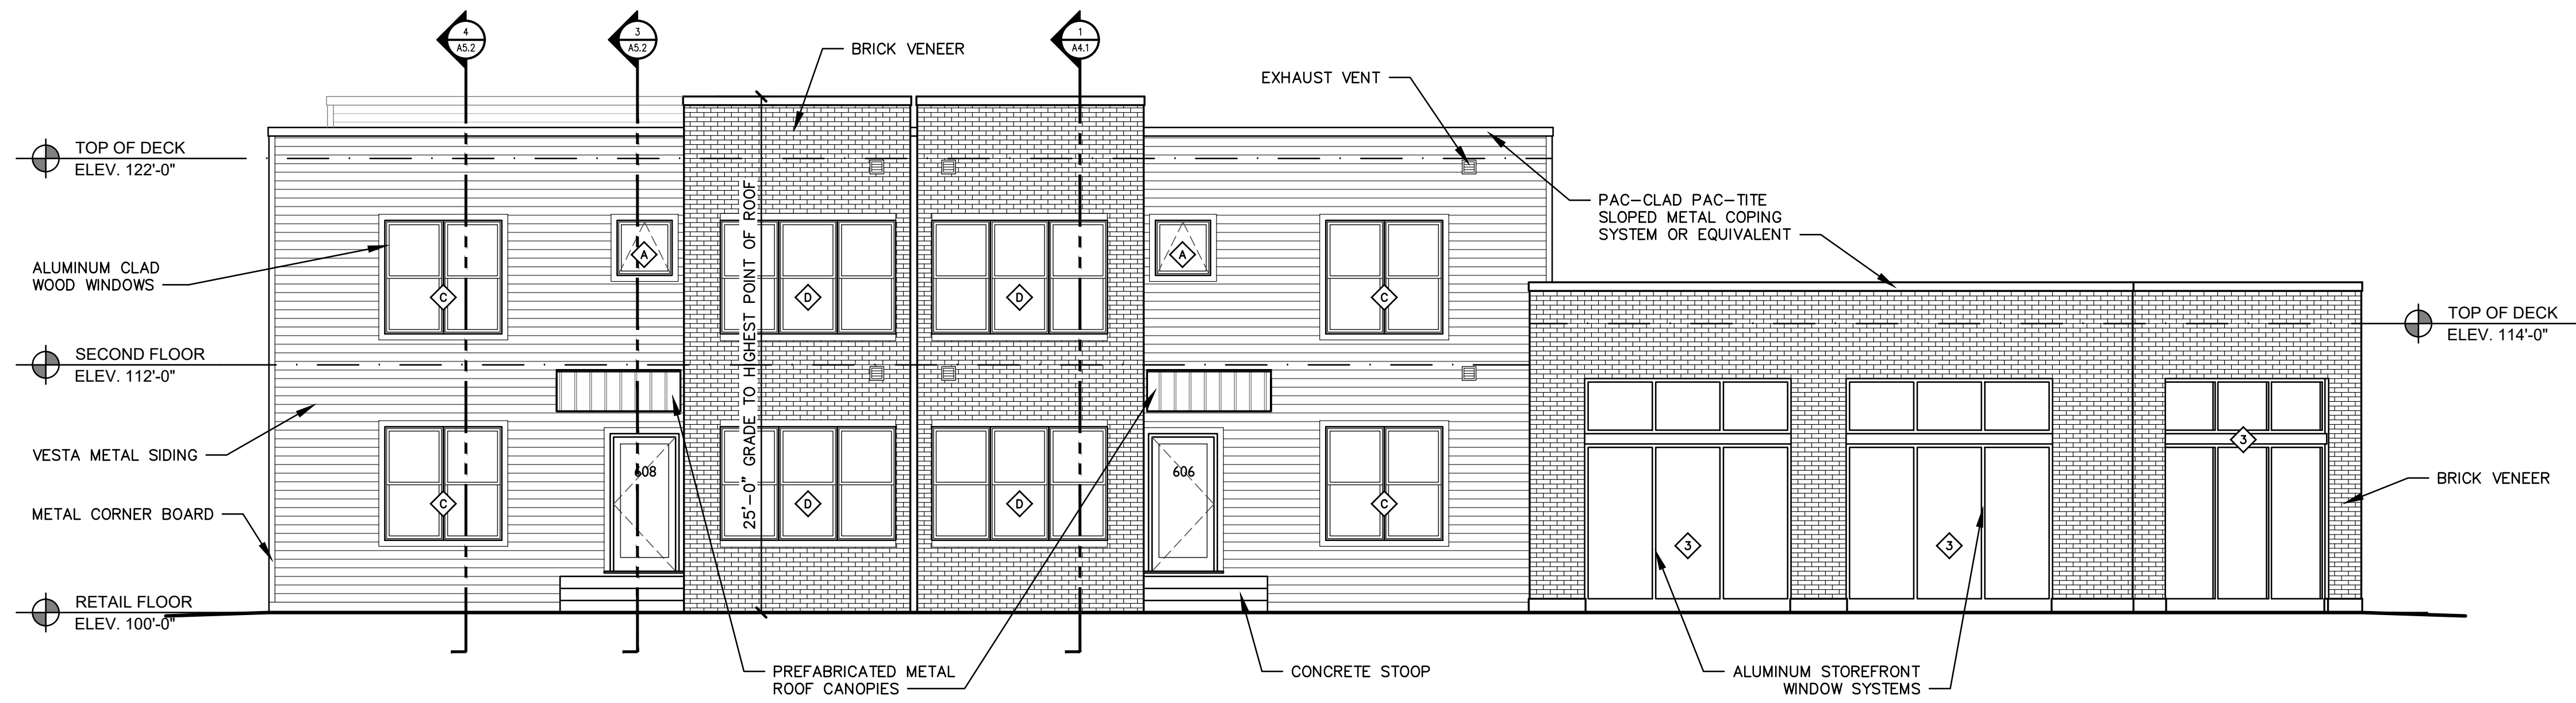 4
A5.2
3
A5.2
1
A4.1
BRICK VENEER
EXHAUST VENT
TOP OF DECK
ELEV. 122'-0"
PAC-CLAD PAC-TITE
SLOPED METAL COPING
SYSTEM OR EQUIVALENT
ALUMINUM CLAD
WOOD WINDOWS
A
A
C
D
D
C
25'-0" GRADE TO HIGHEST POINT OF ROOF
TOP OF DECK
ELEV. 114'-0"
SECOND FLOOR
ELEV. 112'-0"
VESTA METAL SIDING
3
608
606
BRICK VENEER
METAL CORNER BOARD
C
D
D
C
3
3
RETAIL FLOOR
ELEV. 100'-0"
PREFABRICATED METAL
ROOF CANOPIES
CONCRETE STOOP
ALUMINUM STOREFRONT
WINDOW SYSTEMS